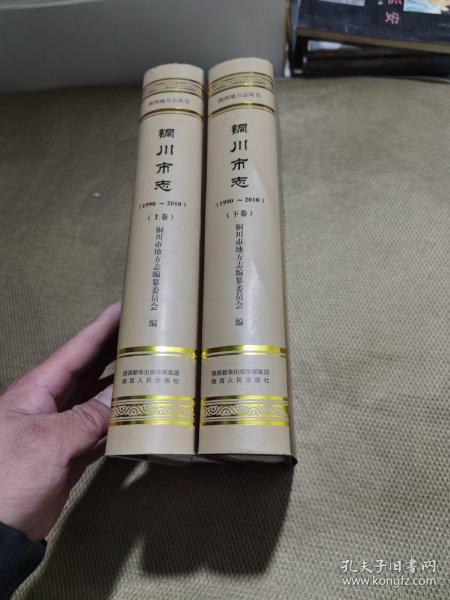 陕西地方志丛书
铜川市志
（1990～2010）
（上卷）
铜川市地方志编纂委员会 编
陕西新华出版传媒集团
陕西人民出版社
陕西地方志丛书
铜川市志
（1990～2010）
（下卷）
铜川市地方志编纂委员会 编
陕西新华出版传媒集团
陕西人民出版社
安
孔夫子旧书网
www.kongfz.com